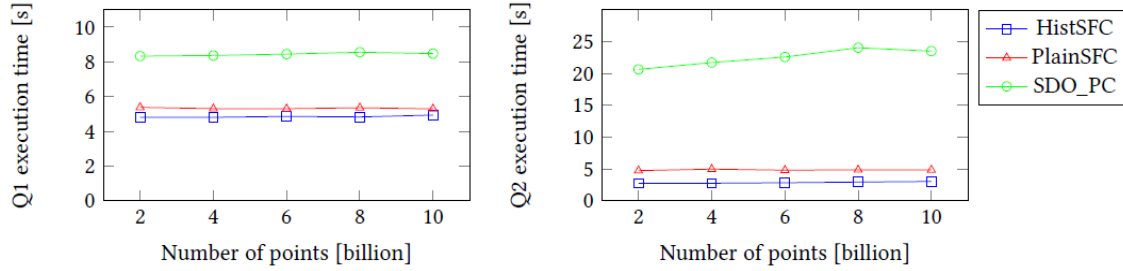 Q1 execution time [s]
10
8
6
4
2
0
2 4 6 8 10
Number of points [billion]
Q2 execution time [s]
25
20
15
10
5
0
2 4 6 8 10
Number of points [billion]
HistSFC
PlainSFC
SDO_PC